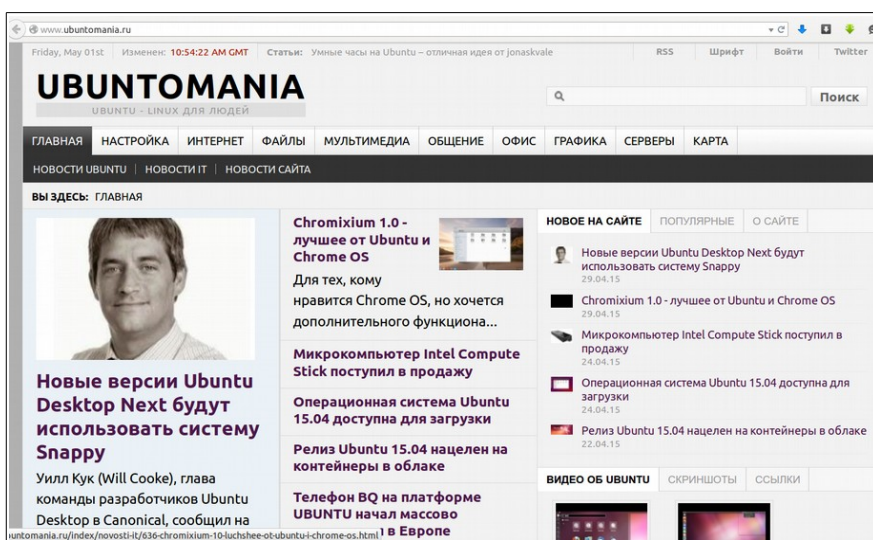 www.ubuntomania.ru
Friday, May 01st Изменен: 10:54:22 AM GMT Статьи: Умные часы на Ubuntu – отличная идея от jonaskvale RSS Шрифт Войти Twitter
UBUNTOMANIA
UBUNTU - LINUX ДЛЯ ЛЮДЕЙ
Поиск
ГЛАВНАЯ НАСТРОЙКА ИНТЕРНЕТ ФАЙЛЫ МУЛЬТИМЕДИА ОБЩЕНИЕ ОФИС ГРАФИКА СЕРВЕРЫ КАРТА
НОВОСТИ UBUNTU НОВОСТИ IT НОВОСТИ САЙТА
ВЫ ЗДЕСЬ: ГЛАВНАЯ
Новые версии Ubuntu
Desktop Next будут
использовать систему
Snappy
Уилл Кук (Will Cooke), глава
команды разработчиков Ubuntu
Desktop в Canonical, сообщил на
Chromixium 1.0 -
лучшее от Ubuntu и
Chrome OS
Для тех, кому
нравится Chrome OS, но хочется
дополнительного функциона...
Микрокомпьютер Intel Compute
Stick поступил в продажу
Операционная система Ubuntu
15.04 доступна для загрузки
Релиз Ubuntu 15.04 нацелен на
контейнеры в облаке
Телефон BQ на платформе
UBUNTU начал массово
в Европе
НОВОЕ НА САЙТЕ ПОПУЛЯРНЫЕ О САЙТЕ
Новые версии Ubuntu Desktop Next будут
использовать систему Snappy
29.04.15
Chromixium 1.0 - лучшее от Ubuntu и Chrome OS
29.04.15
Микрокомпьютер Intel Compute Stick поступил в
продажу
24.04.15
Операционная система Ubuntu 15.04 доступна для
загрузки
24.04.15
Релиз Ubuntu 15.04 нацелен на контейнеры в облаке
22.04.15
ВИДЕО ОБ UBUNTU СКРИНШОТЫ ССЫЛКИ
untomania.ru/index/novosti-it/636-chromixium-10-luchshee-ot-ubuntu-i-chrome-os.html